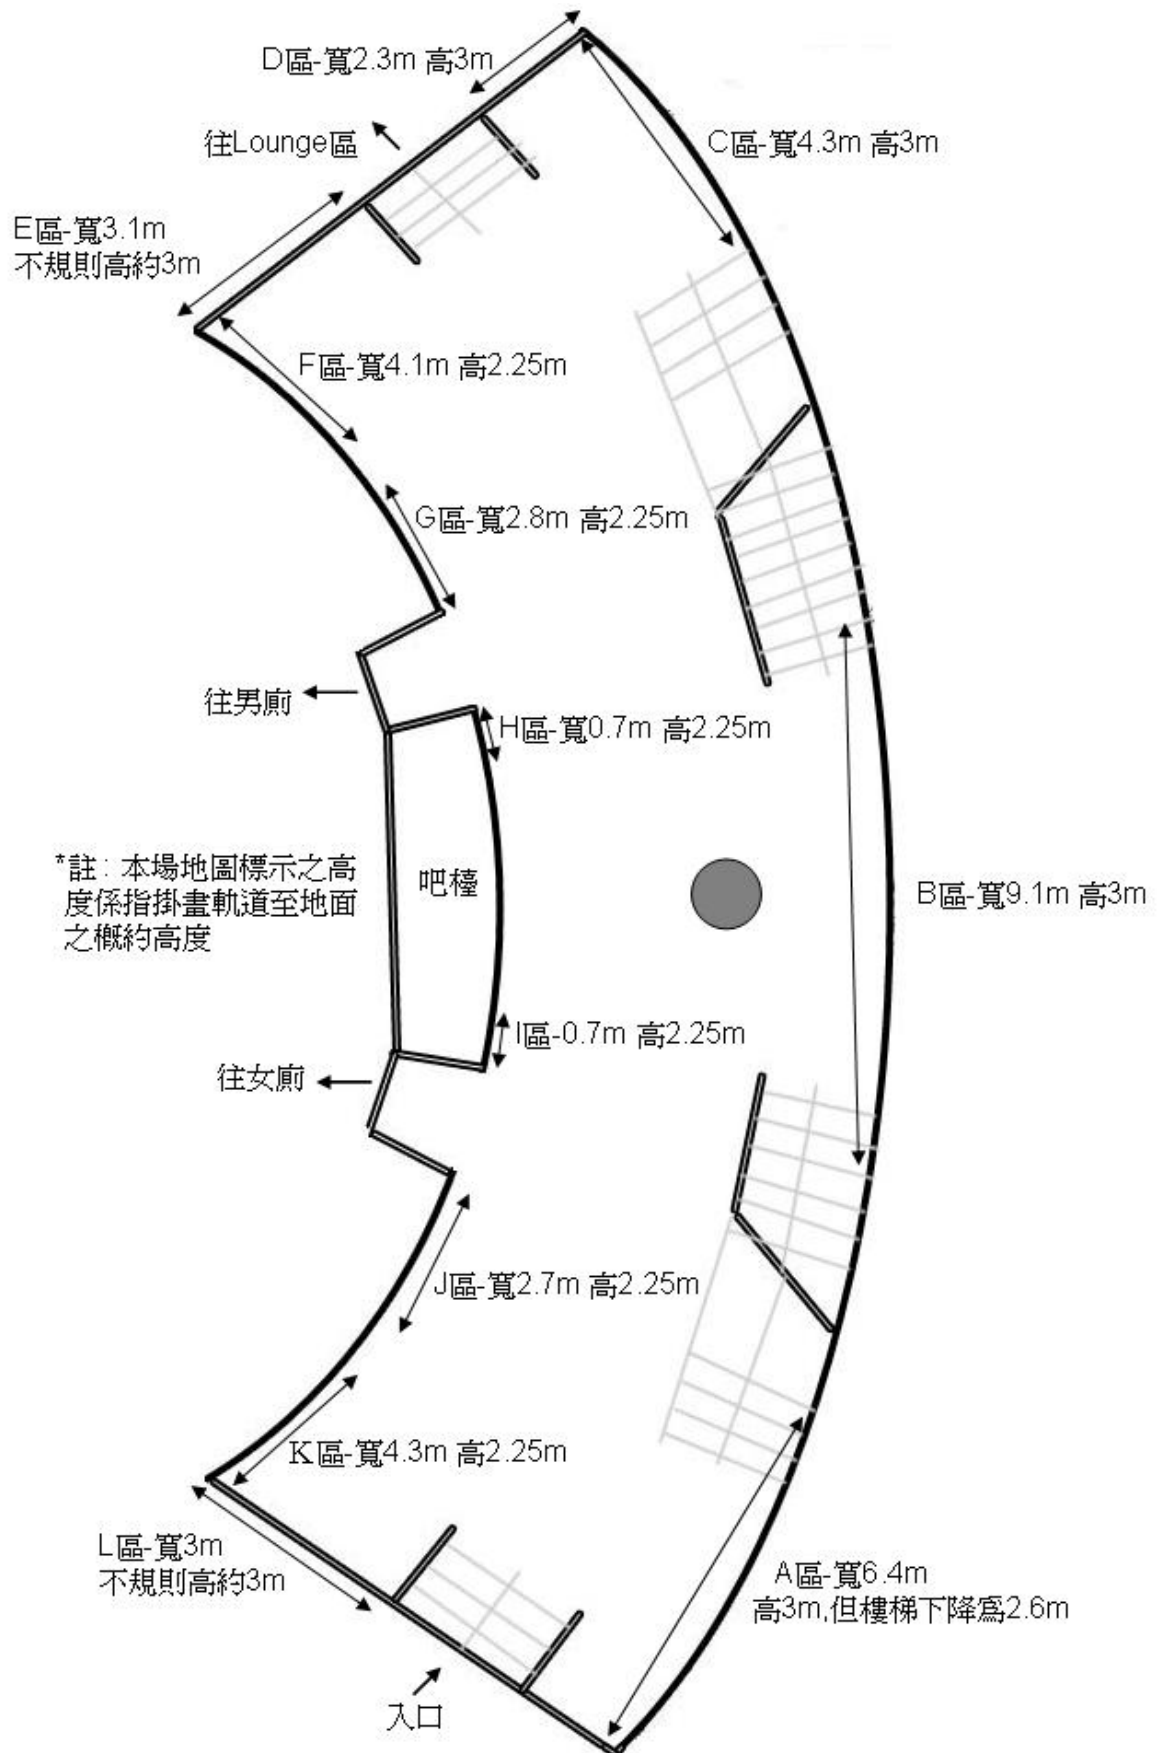 D區-寬2.3m 高3m
往Lounge區
C區-寬4.3m 高3m
E區-寬3.1m
不規則高約3m
F區-寬4.1m 高2.25m
G區-寬2.8m 高2.25m
往男廁
H區-寬0.7m 高2.25m
*註：本場地圖標示之高
度係指掛畫軌道至地面
之概約高度
吧檯
B區-寬9.1m 高3m
I區-0.7m 高2.25m
往女廁
J區-寬2.7m 高2.25m
K區-寬4.3m 高2.25m
L區-寬3m
不規則高約3m
A區-寬6.4m
高3m,但樓梯下降爲2.6m
入口